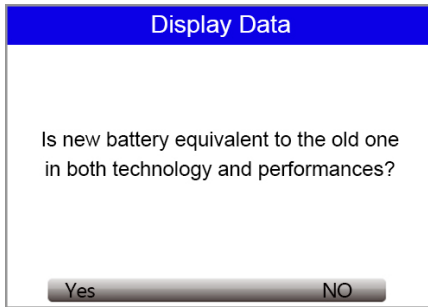 Display Data
Is new battery equivalent to the old one
in both technology and performances?
Yes NO